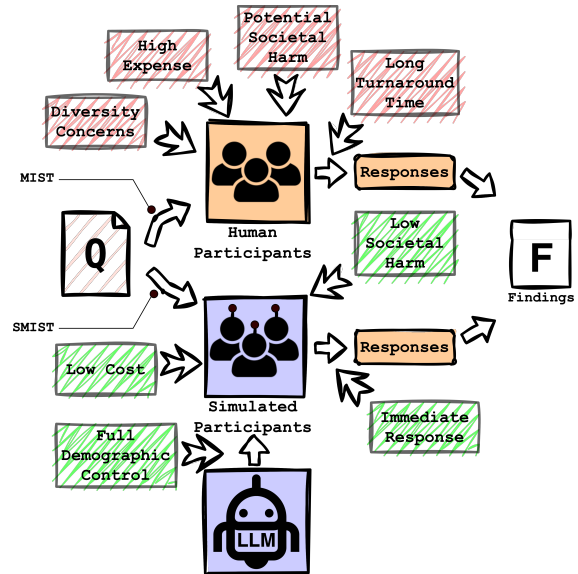 Potential
Societal
Harm
High
Expense
Long
Turnaround
Time
Diversity
Concerns
MIST
Responses
Human
Participants
Q
Low
Societal
Harm
F
Findings
SMIST
Low Cost
Responses
Simulated
Participants
Immediate
Response
Full
Demographic
Control
LLM